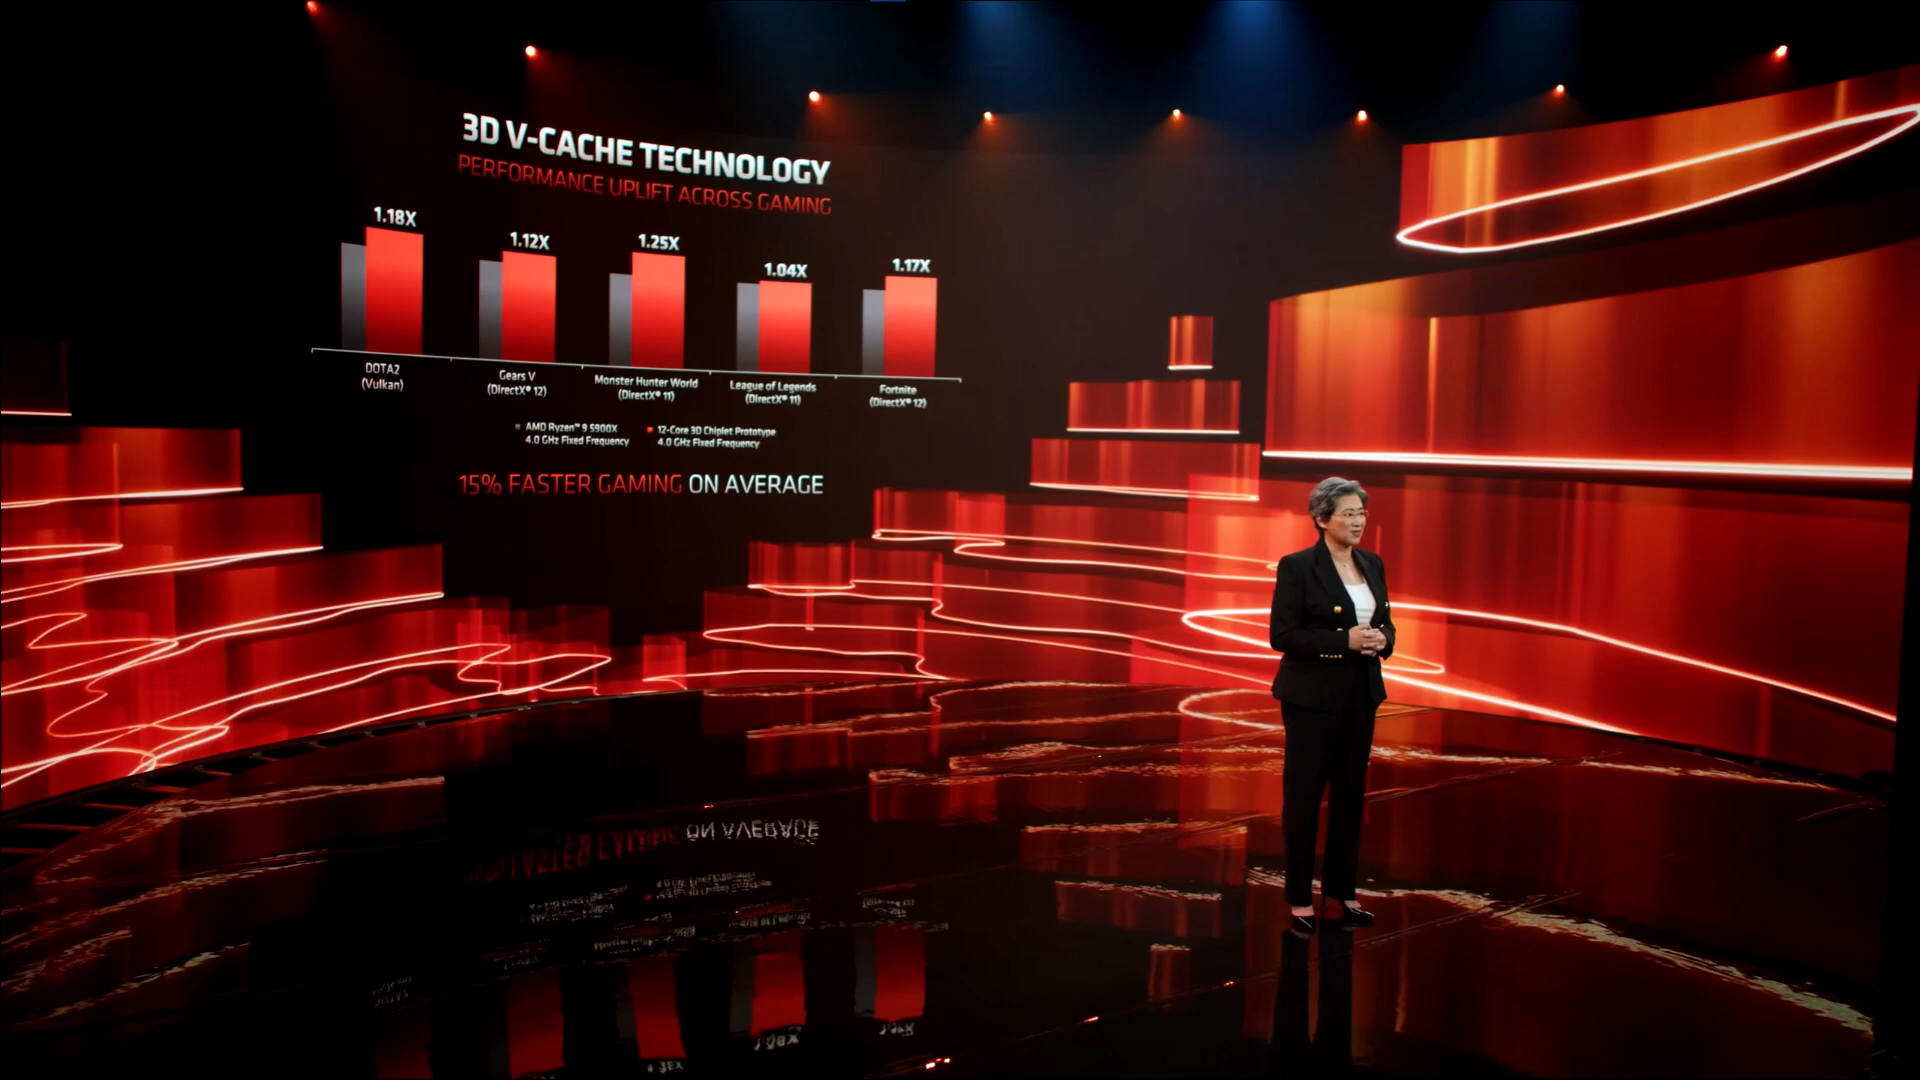 3D V-CACHE TECHNOLOGY
PERFORMANCE UPLIFT ACROSS GAMING
1.18X
1.12X
1.25X
1.04X
1.17X
DOTA2
(Vulkan)
Gears V
(DirectX® 12)
Monster Hunter World
(DirectX® 11)
League of Legends
(DirectX® 11)
Fortnite
(DirectX® 12)
AMD Ryzen™ 9 5900X
4.0 GHz Fixed Frequency
12-Core 3D Chiplet Prototype
4.0 GHz Fixed Frequency
15% FASTER GAMING ON AVERAGE